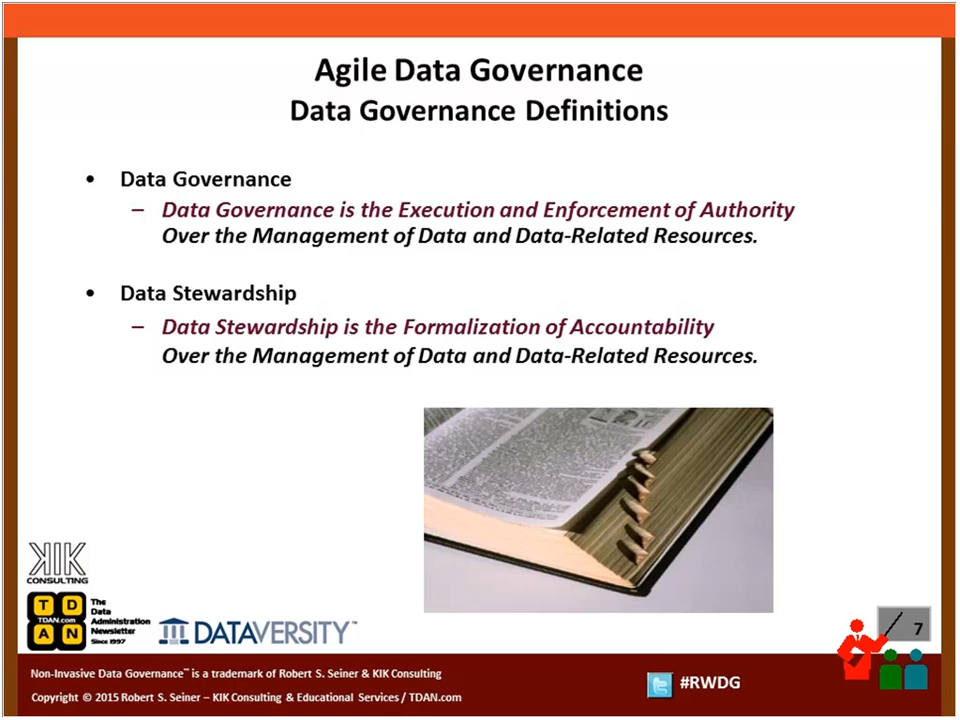 Agile Data Governance
Data Governance Definitions
• Data Governance
– Data Governance is the Execution and Enforcement of Authority
Over the Management of Data and Data-Related Resources.
• Data Stewardship
– Data Stewardship is the Formalization of Accountability
Over the Management of Data and Data-Related Resources.
KIK
CONSULTING
T D
TDAN.com
A N
The
Data
Administration
Newsletter
Since 1997
DATAVERSITY™
7
Non-Invasive Data Governance™ is a trademark of Robert S. Seiner & KIK Consulting
Copyright © 2015 Robert S. Seiner – KIK Consulting & Educational Services / TDAN.com
#RWDG